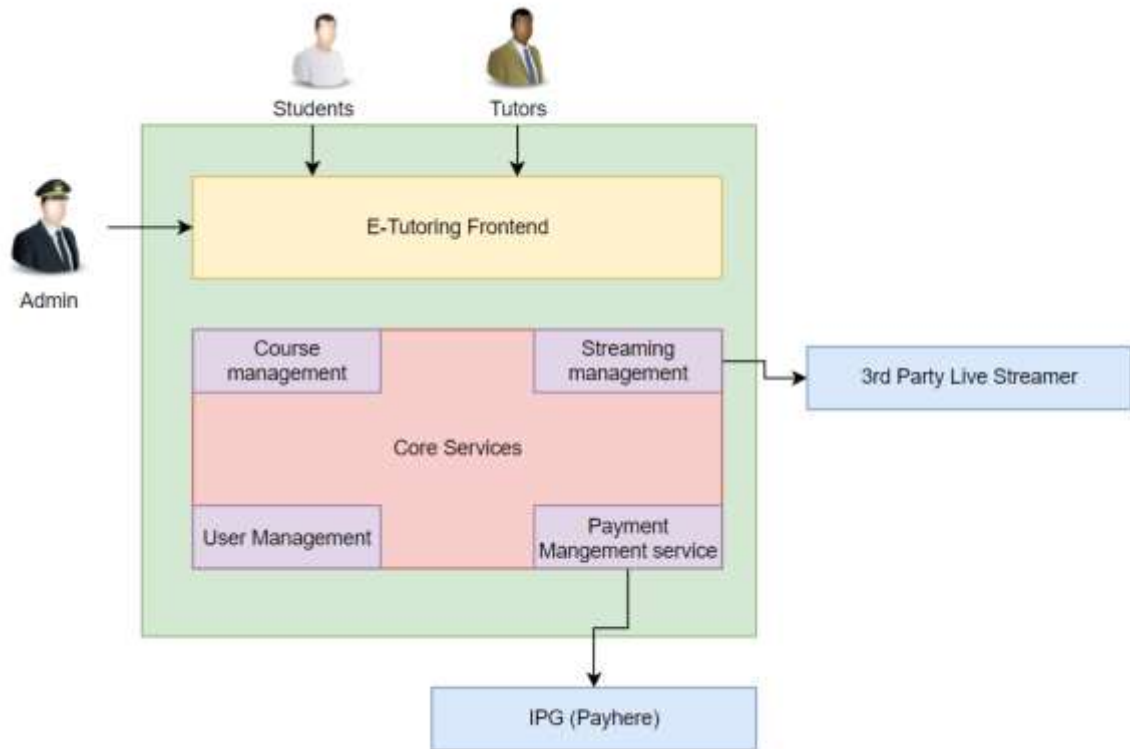 Students
Tutors
E-Tutoring Frontend
Admin
Course
management
Streaming
management
3rd Party Live Streamer
Core Services
User Management
Payment
Mangement service
IPG (Payhere)